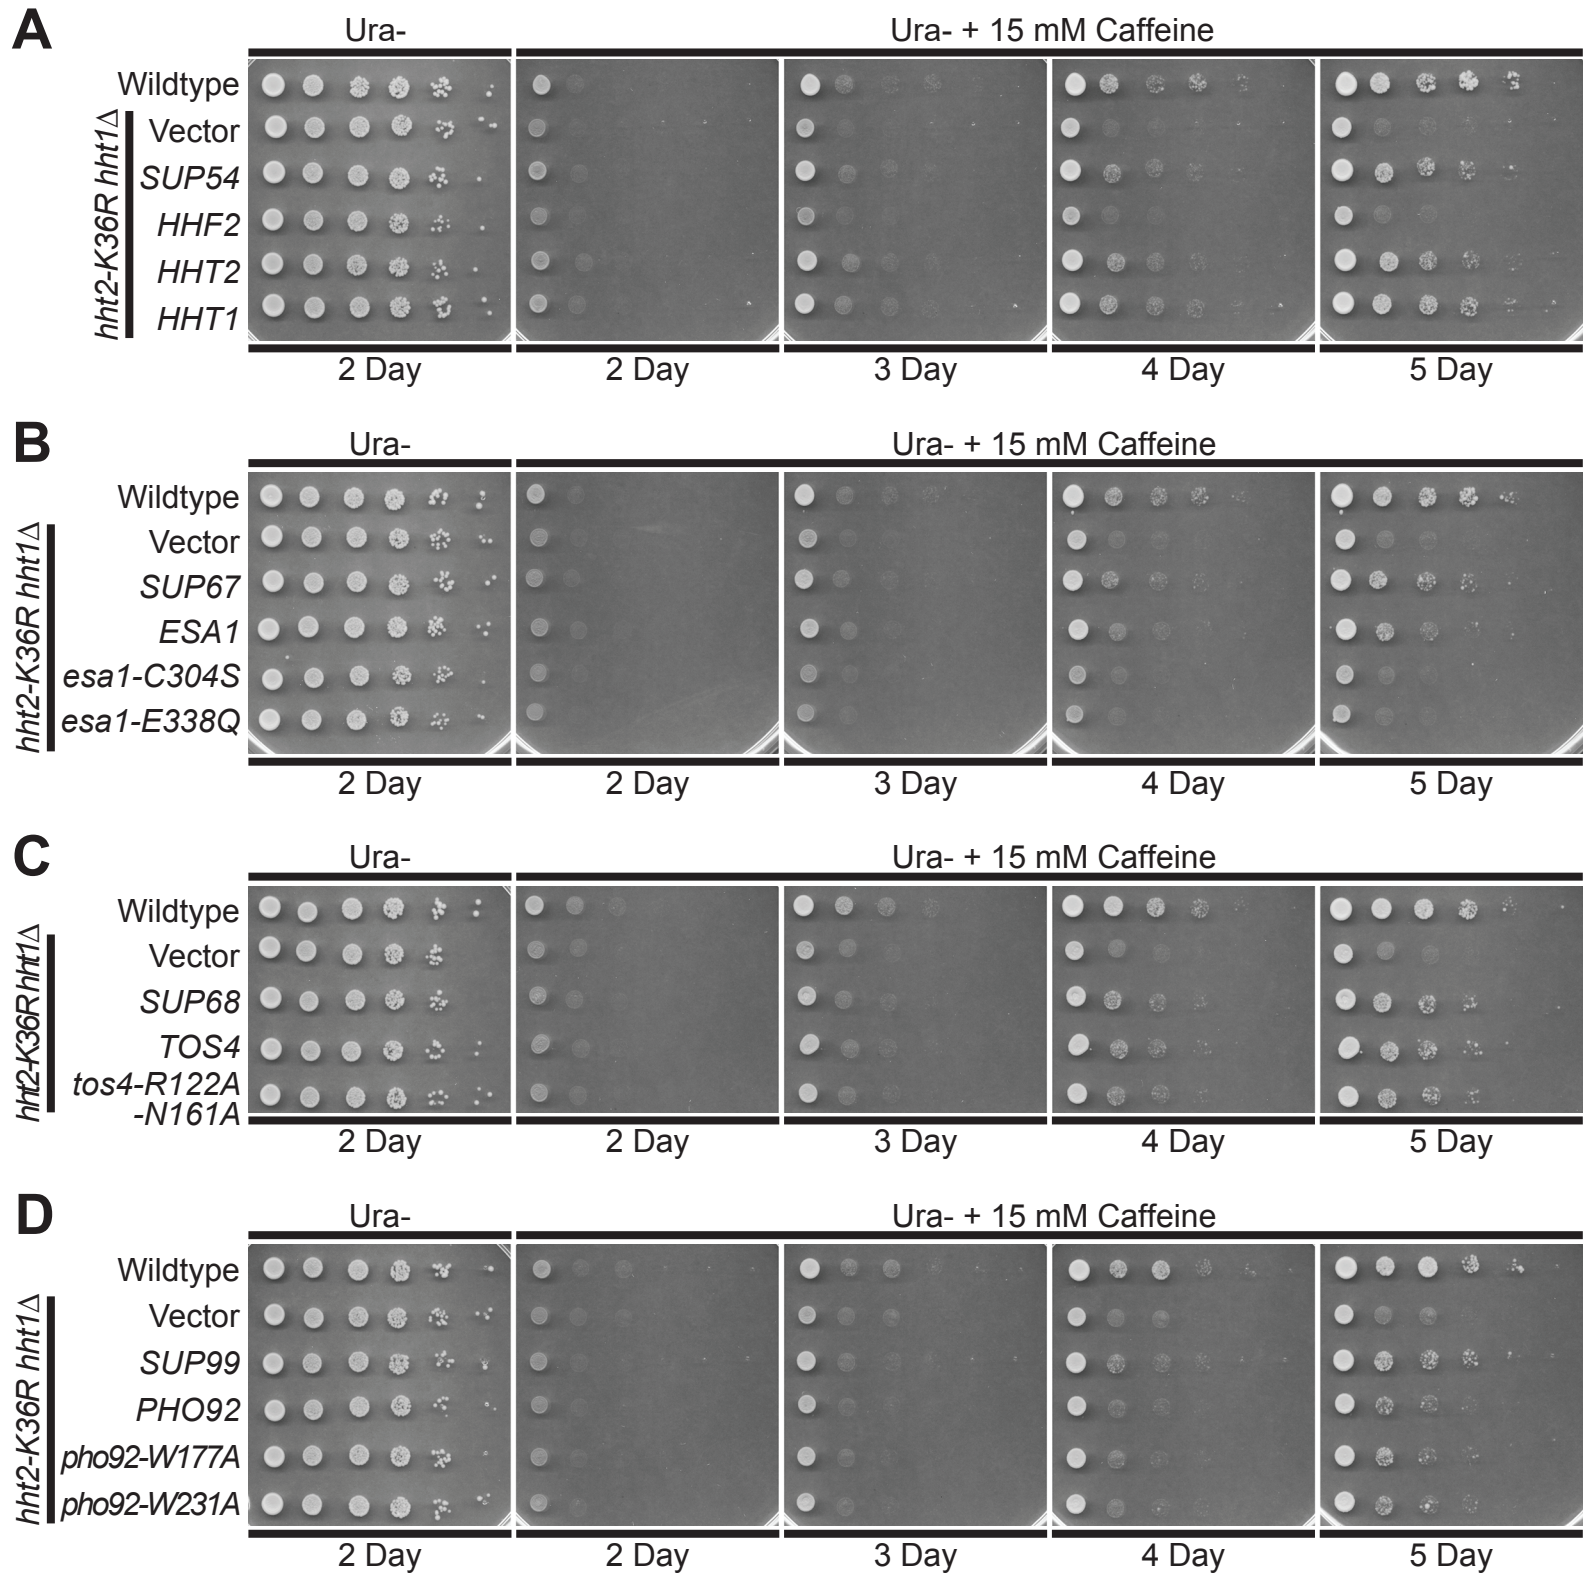 A
Ura-
Ura- + 15 mM Caffeine
hht2-K36R hht1Δ
Wildtype
Vector
SUP54
HHF2
HHT2
HHT1
2 Day
2 Day
3 Day
4 Day
5 Day
B
Ura-
Ura- + 15 mM Caffeine
hht2-K36R hht1Δ
Wildtype
Vector
SUP67
ESA1
esa1-C304S
esa1-E338Q
2 Day
2 Day
3 Day
4 Day
5 Day
C
Ura-
Ura- + 15 mM Caffeine
hht2-K36R hht1Δ
Wildtype
Vector
SUP68
TOS4
tos4-R122A
-N161A
2 Day
2 Day
3 Day
4 Day
5 Day
D
Ura-
Ura- + 15 mM Caffeine
hht2-K36R hht1Δ
Wildtype
Vector
SUP99
PHO92
pho92-W177A
pho92-W231A
2 Day
2 Day
3 Day
4 Day
5 Day